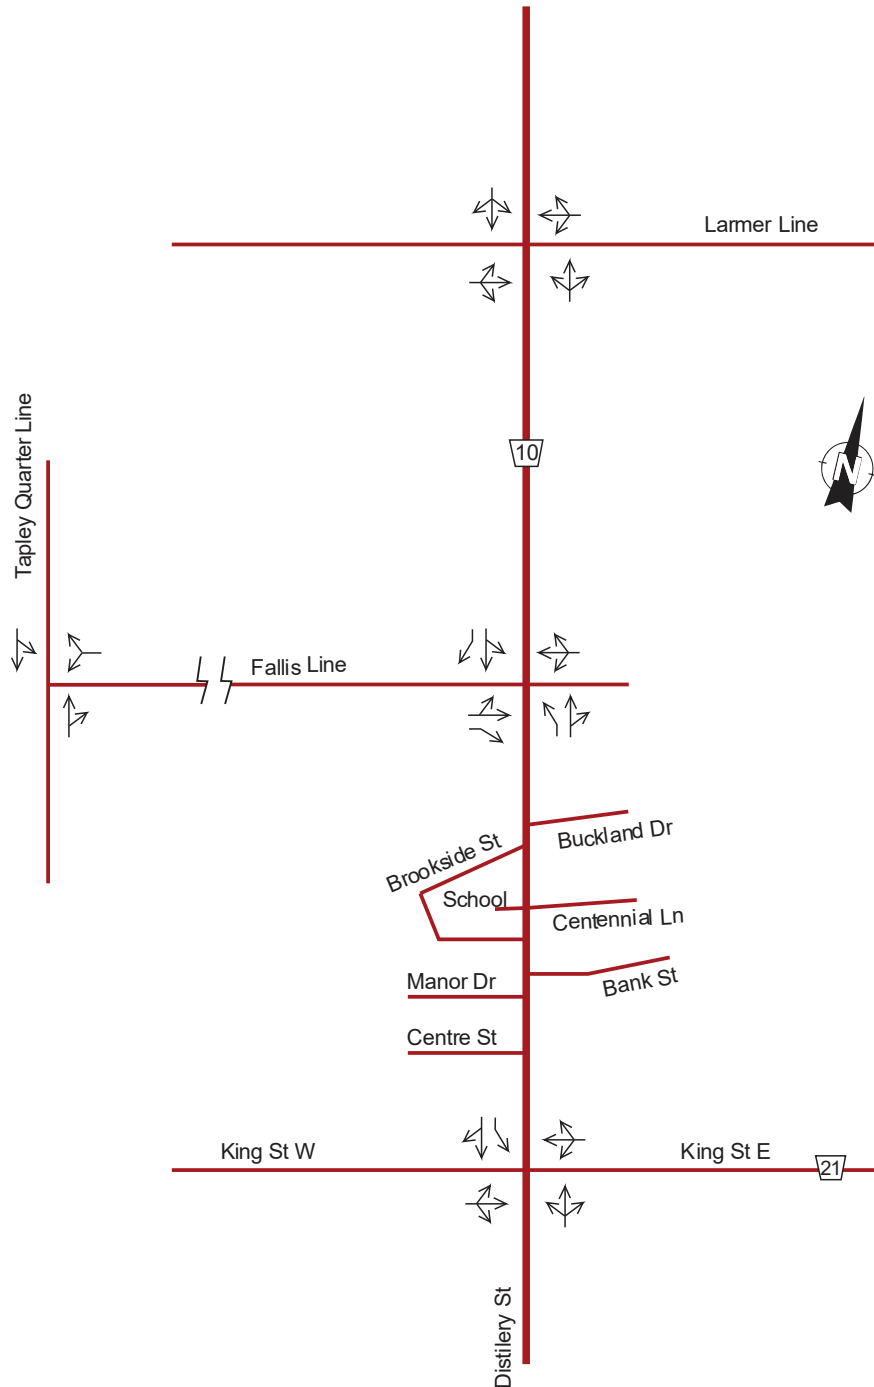 Larmer Line
Tapley Quarter Line
10
N
Fallis Line
Buckland Dr
Brookside St
School
Centennial Ln
Manor Dr
Bank St
Centre St
King St W
King St E
21
Distilery St